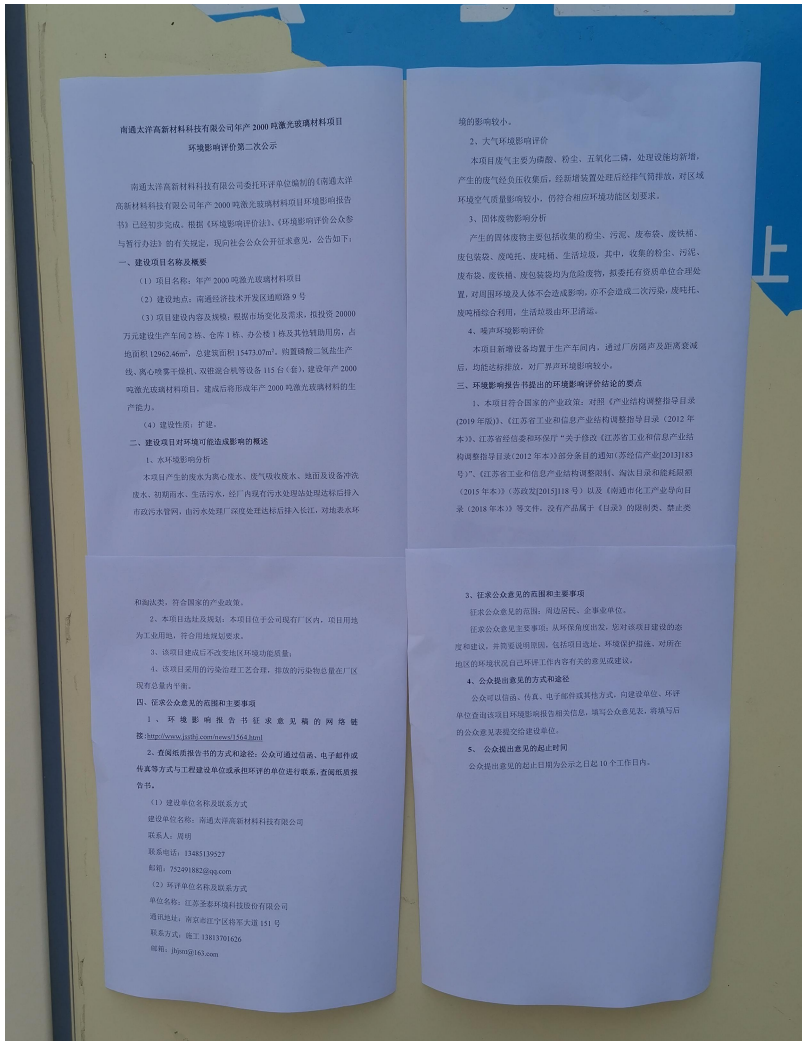 南通太洋高新材料科技有限公司年产 2000 吨激光玻璃材料项目
环境影响评价第二次公示
南通太洋高新材料科技有限公司委托环评单位编制的《南通太洋
高新材料科技有限公司年产 2000 吨激光玻璃材料项目环境影响报告
书》已经初步完成。根据《环境影响评价法》、《环境影响评价公众参
与暂行办法》的有关规定,现向社会公众公开征求意见,公告如下:
一、建设项目名称及概要
(1)项目名称:年产 2000 吨激光玻璃材料项目
(2)建设地点:南通经济技术开发区通顺路 9 号
(3)项目建设内容及规模:根据市场变化及需求,拟投资 20000
万元建设生产车间 2 栋、仓库 1 栋、办公楼 1 栋及其他辅助用房,占
地面积 12962.46m²,总建筑面积 15473.07m²。购置磷酸二氢盐生产
线、离心喷雾干燥机、双锥混合机等设备 115 台(套),建设年产 2000
吨激光玻璃材料项目。建成后将形成年产 2000 吨激光玻璃材料的生
产能力。
(4)建设性质:扩建。
二、建设项目对环境可能造成影响的概述
1、水环境影响分析
本项目产生的废水为离心废水、废气吸收废水、地面及设备冲洗
废水、初期雨水、生活污水,经厂内现有污水处理站处理达标后排入
市政污水管网,由污水处理厂深度处理达标后排入长江,对地表水环
境的影响较小。
2、大气环境影响评价
本项目废气主要为磷酸、粉尘、五氧化二磷,处理设施均新增,
产生的废气经负压收集后,经新增装置处理后经排气筒排放,对区域
环境空气质量影响较小,仍符合相应环境功能区划要求。
3、固体废物影响分析
产生的固体废物主要包括收集的粉尘、污泥、废布袋、废铁桶、
废包装袋、废吨托、废吨桶、生活垃圾,其中,收集的粉尘、污泥、
废布袋、废铁桶、废包装袋均为危险废物,拟委托有资质单位合理处
置,对周围环境及人体不会造成影响,亦不会造成二次污染,废吨托、
废吨桶综合利用,生活垃圾由环卫清运。
4、噪声环境影响评价
本项目新增设备均置于生产车间内,通过厂房隔声及距离衰减
后,均能达标排放,对厂界声环境影响较小。
三、环境影响报告书提出的环境影响评价结论的要点
1、本项目符合国家的产业政策:对照《产业结构调整指导目录
(2019 年版)》、《江苏省工业和信息产业结构调整指导目录(2012 年
本)》、江苏省经信委和环保厅“关于修改《江苏省工业和信息产业结
构调整指导目录(2012 年本)》部分条目的通知(苏经信产业[2013]183
号)”、《江苏省工业和信息产业结构调整限制、淘汰目录和能耗限额
(2015 年本)》(苏政发[2015]118 号)以及《南通市化工产业导向目
录(2018 年本)》等文件,没有产品属于《目录》的限制类、禁止类
和淘汰类,符合国家的产业政策。
2、本项目选址及规划:本项目位于公司现有厂区内,项目用地
为工业用地,符合用地规划要求。
3、该项目建成后不改变地区环境功能质量;
4、该项目采用的污染治理工艺合理,排放的污染物总量在厂区
现有总量内平衡。
四、征求公众意见的范围和主要事项
1、环境影响报告书征求意见稿的网络链
接:http://www.jssthj.com/news/1564.html
2、查阅纸质报告书的方式和途径:公众可通过信函、电子邮件或
传真等方式与工程建设单位或承担环评的单位进行联系,查阅纸质报
告书。
(1)建设单位名称及联系方式
建设单位名称:南通太洋高新材料科技有限公司
联系人:周明
联系电话:13485139527
邮箱:752491882@qq.com
(2)环评单位名称及联系方式
单位名称:江苏圣泰环境科技股份有限公司
通讯地址:南京市江宁区将军大道 151 号
联系方式:施工 13813701626
邮箱:jhjsnt@163.com
3、征求公众意见的范围和主要事项
征求公众意见的范围:周边居民、企事业单位。
征求公众意见主要事项:从环保角度出发,您对该项目建设的态
度和建议,并简要说明原因,包括项目选址、环境保护措施、对所在
地区的环境状况自已环评工作内容有关的意见或建议。
4、公众提出意见的方式和途径
公众可以信函、传真、电子邮件或其他方式,向建设单位、环评
单位查询该项目环境影响报告相关信息,填写公众意见表,将填写后
的公众意见表提交给建设单位。
5、 公众提出意见的起止时间
公众提出意见的起止日期为公示之日起 10 个工作日内。
上